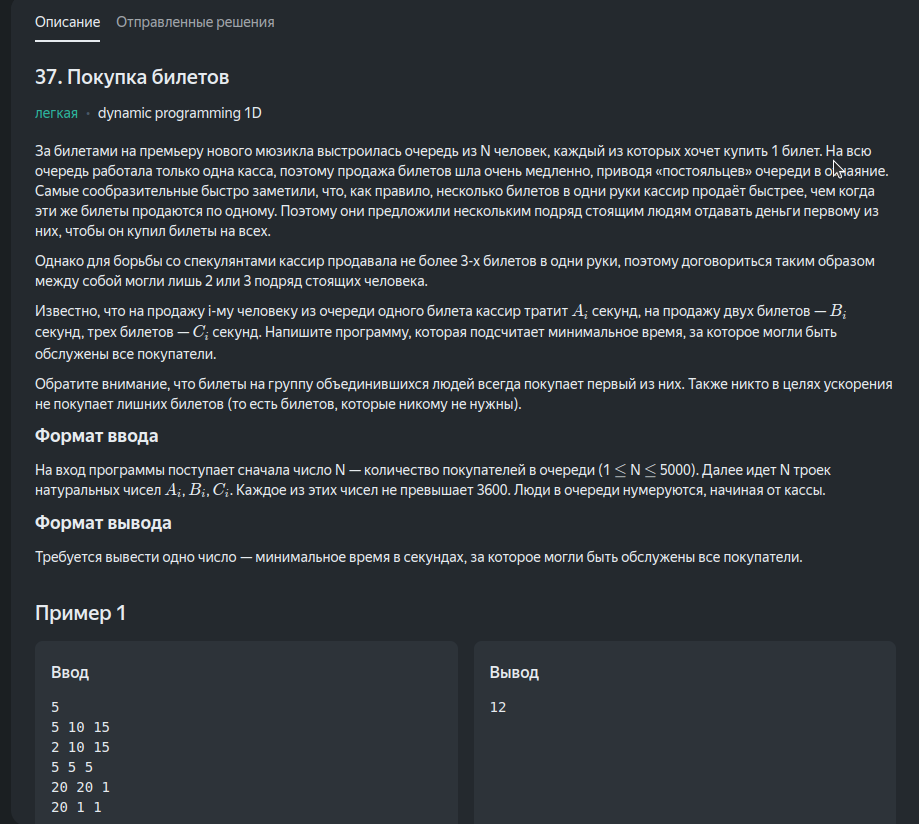 Описание Отправленные решения
37. Покупка билетов
легкая · dynamic programming 1D
За билетами на премьеру нового мюзикла выстроилась очередь из N человек, каждый из которых хочет купить 1 билет. На всю
очередь работала только одна касса, поэтому продажа билетов шла очень медленно, приводя «постояльцев» очереди в отчаяние.
Самые сообразительные быстро заметили, что, как правило, несколько билетов в одни руки кассир продаёт быстрее, чем когда
эти же билеты продаются по одному. Поэтому они предложили нескольким подряд стоящим людям отдавать деньги первому из
них, чтобы он купил билеты на всех.
Однако для борьбы со спекулянтами кассир продавала не более 3-х билетов в одни руки, поэтому договориться таким образом
между собой могли лишь 2 или 3 подряд стоящих человека.
Известно, что на продажу i-му человеку из очереди одного билета кассир тратит A_i секунд, на продажу двух билетов — B_i
секунд, трех билетов — C_i секунд. Напишите программу, которая подсчитает минимальное время, за которое могли быть
обслужены все покупатели.
Обратите внимание, что билеты на группу объединившихся людей всегда покупает первый из них. Также никто в целях ускорения
не покупает лишних билетов (то есть билетов, которые никому не нужны).
Формат ввода
На вход программы поступает сначала число N — количество покупателей в очереди (1 ≤ N ≤ 5000). Далее идет N троек
натуральных чисел A_i, B_i, C_i. Каждое из этих чисел не превышает 3600. Люди в очереди нумеруются, начиная от кассы.
Формат вывода
Требуется вывести одно число — минимальное время в секундах, за которое могли быть обслужены все покупатели.
Пример 1
Ввод
5
5 10 15
2 10 15
5 5 5
20 20 1
20 1 1
Вывод
12